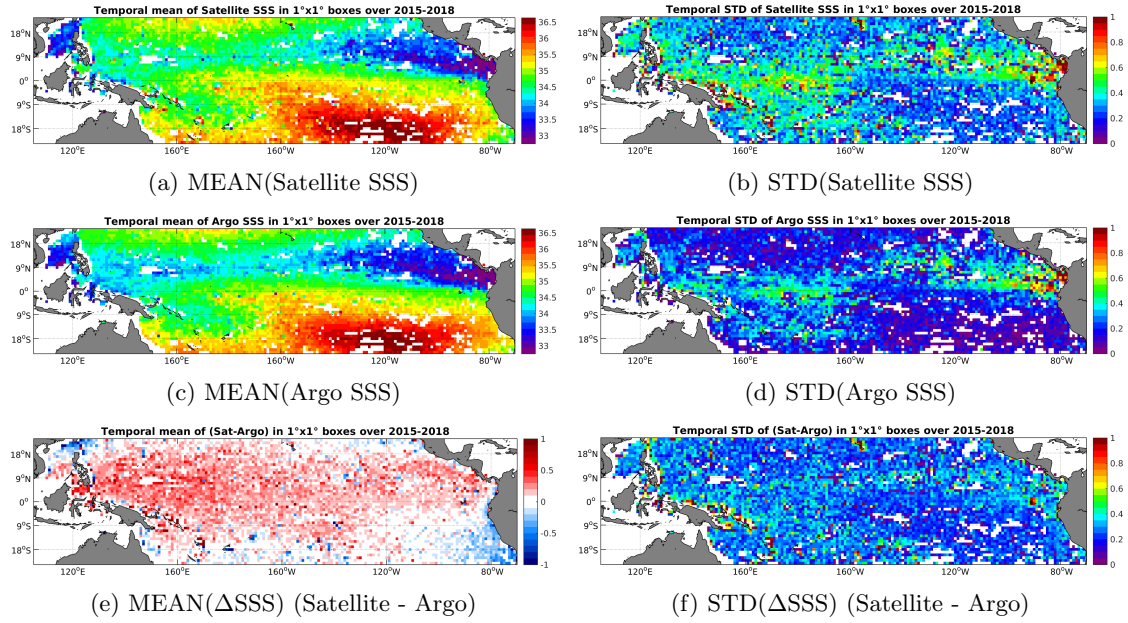 Temporal mean of Satellite SSS in 1°x1° boxes over 2015-2018
18°N
9°N
0°
9°S
18°S
120°E
160°E
160°W
120°W
80°W
36.5
36
35.5
35
34.5
34
33.5
33
(a) MEAN(Satellite SSS)
Temporal STD of Satellite SSS in 1°x1° boxes over 2015-2018
18°N
9°N
0°
9°S
18°S
120°E
160°E
160°W
120°W
80°W
1
0.8
0.6
0.4
0.2
0
(b) STD(Satellite SSS)
Temporal mean of Argo SSS in 1°x1° boxes over 2015-2018
18°N
9°N
0°
9°S
18°S
120°E
160°E
160°W
120°W
80°W
36.5
36
35.5
35
34.5
34
33.5
33
(c) MEAN(Argo SSS)
Temporal STD of Argo SSS in 1°x1° boxes over 2015-2018
18°N
9°N
0°
9°S
18°S
120°E
160°E
160°W
120°W
80°W
1
0.8
0.6
0.4
0.2
0
(d) STD(Argo SSS)
Temporal mean of (Sat-Argo) in 1°x1° boxes over 2015-2018
18°N
9°N
0°
9°S
18°S
120°E
160°E
160°W
120°W
80°W
1
0.5
0
-0.5
-1
(e) MEAN(ΔSSS) (Satellite - Argo)
Temporal STD of (Sat-Argo) in 1°x1° boxes over 2015-2018
18°N
9°N
0°
9°S
18°S
120°E
160°E
160°W
120°W
80°W
1
0.8
0.6
0.4
0.2
0
(f) STD(ΔSSS) (Satellite - Argo)